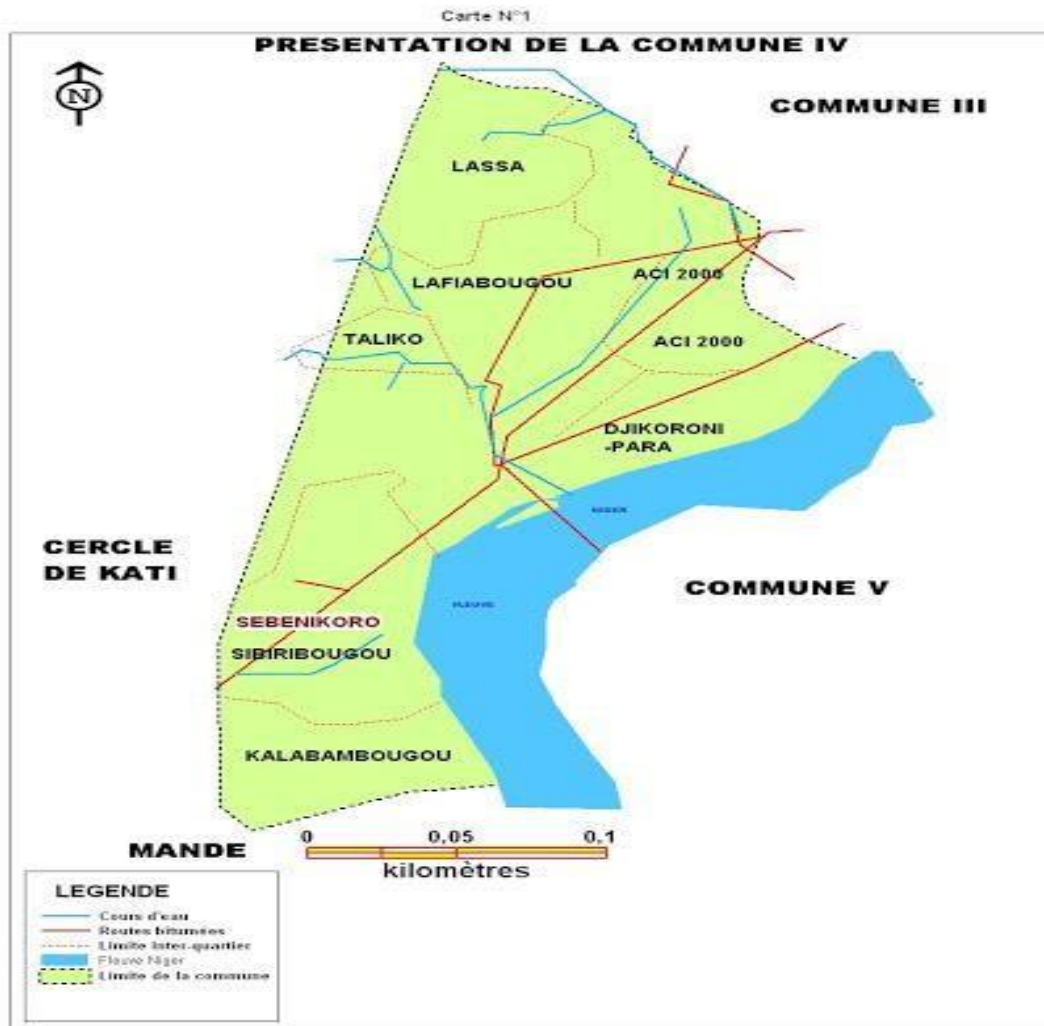 Carte N°1
PRESENTATION DE LA COMMUNE IV
N
COMMUNE III
LASSA
LAFIABOUGOU
ACI 2000
TALIKO
ACI 2000
DJIKORONI
-PARA
NIGER
CERCLE
DE KATI
COMMUNE V
FLEUVE
SEBENIKORO
SIBIRIBOUGOU
KALABAMBOUGOU
MANDE
0 0,05 0,1
kilomètres
LEGENDE
Cours d'eau
Routes bitumées
Limite Inter-quartier
Fleuve Niger
Limite de la commune